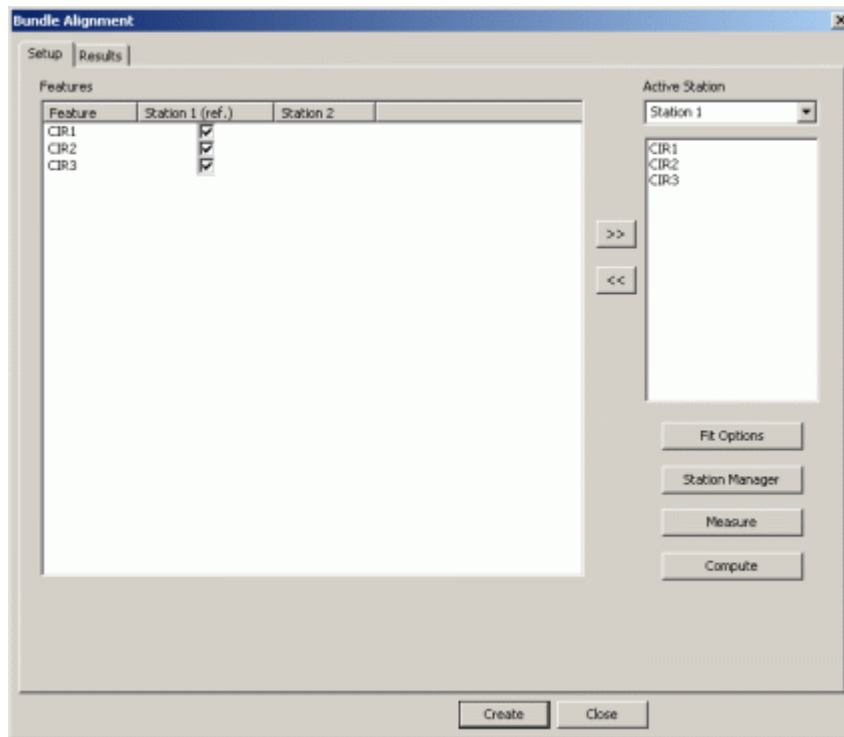 Bundle Alignment
Setup Results
Features
Active Station
Feature Station 1 (ref.) Station 2
Station 1
CIR1
CIR2
CIR3
CIR1
CIR2
CIR3
>>
<<
Fit Options
Station Manager
Measure
Compute
Create Close